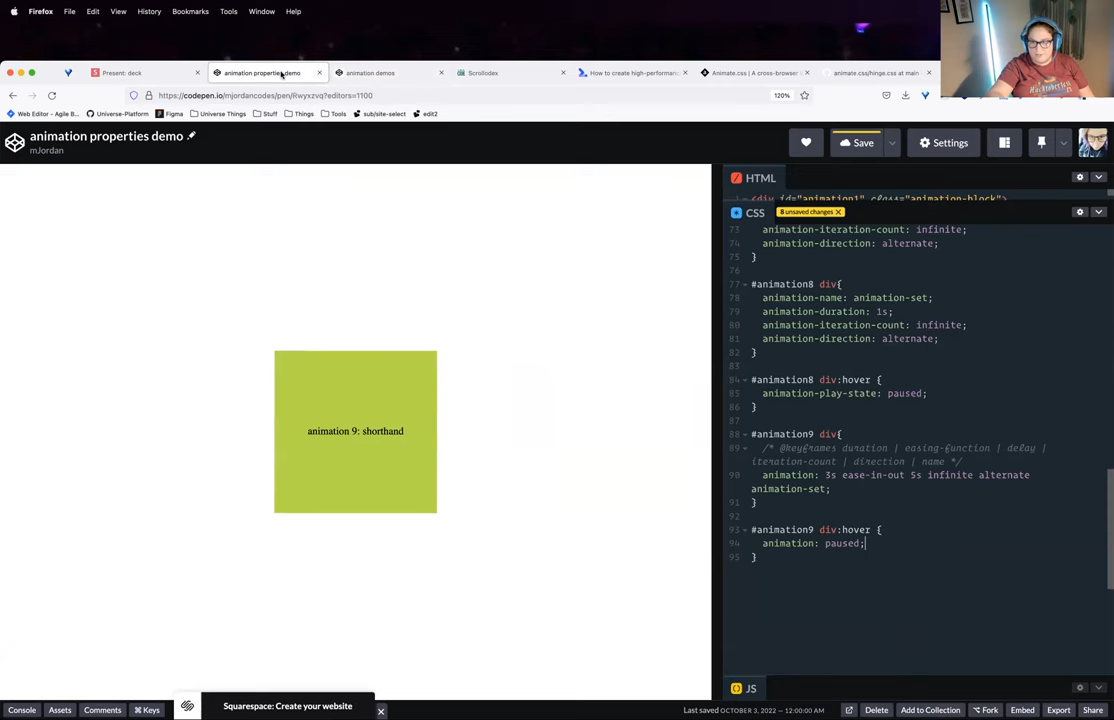 Firefox File Edit View History Bookmarks Tools Window Help
Present: deck
animation properties demo
animation demos
Scrollodex
How to create high-performan
Animate.css | A cross-browser
animate.css/hinge.css at main
https://codepen.io/mjordancodes/pen/Rwyxzvq?editors=1100
120%
Web Editor - Agile B... Universe-Platform Figma Universe Things Stuff Things Tools sub/site-select edit2
animation properties demo
mJordan
Save
Settings
HTML
1 <div id="animation1" class="animation-block">
CSS 8 unsaved changes X
73 animation-iteration-count: infinite;
74 animation-direction: alternate;
75 }
76
77 #animation8 div{
78 animation-name: animation-set;
79 animation-duration: 1s;
80 animation-iteration-count: infinite;
81 animation-direction: alternate;
82 }
83
84 #animation8 div:hover {
85 animation-play-state: paused;
86 }
87
88 #animation9 div{
89 /* @keyframes duration | easing-function | delay |
iteration-count | direction | name */
90 animation: 3s ease-in-out 5s infinite alternate
animation-set;
91 }
92
93 #animation9 div:hover {
94 animation: paused;
95 }
animation 9: shorthand
JS
Squarespace: Create your website
Console Assets Comments ⌘ Keys
Last saved OCTOBER 3, 2022 — 12:00:00 AM
Delete Add to Collection Fork Embed Export Share